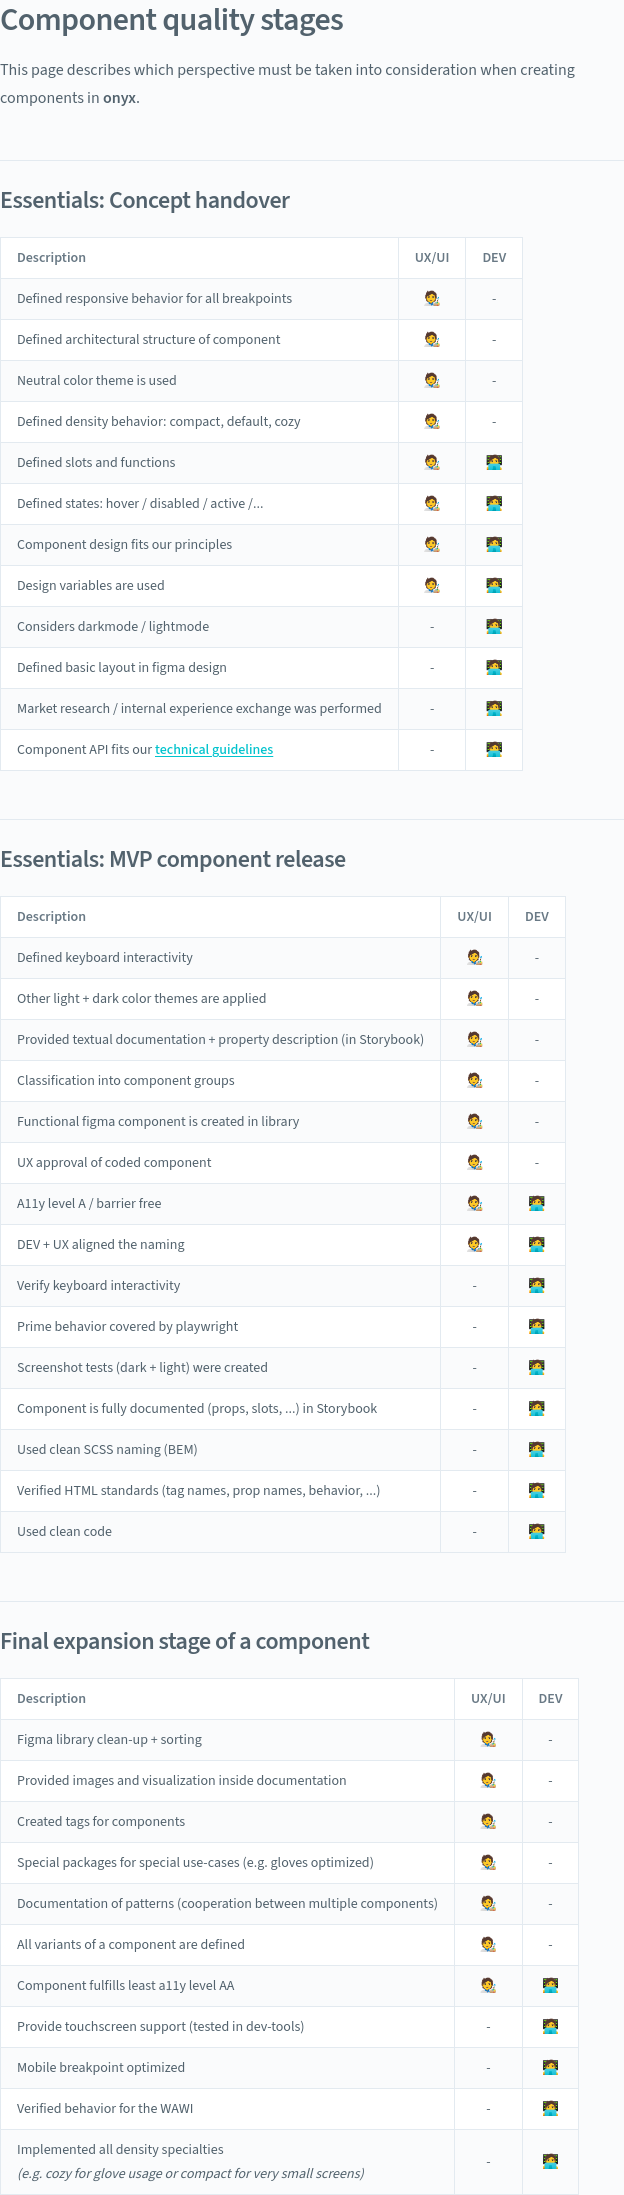 Component quality stages
This page describes which perspective must be taken into consideration when creating
components in onyx.
Essentials: Concept handover
Description UX/UI DEV
Defined responsive behavior for all breakpoints 🧑‍🎨 -
Defined architectural structure of component 🧑‍🎨 -
Neutral color theme is used 🧑‍🎨 -
Defined density behavior: compact, default, cozy 🧑‍🎨 -
Defined slots and functions 🧑‍🎨 🧑‍💻
Defined states: hover / disabled / active /... 🧑‍🎨 🧑‍💻
Component design fits our principles 🧑‍🎨 🧑‍💻
Design variables are used 🧑‍🎨 🧑‍💻
Considers darkmode / lightmode - 🧑‍💻
Defined basic layout in figma design - 🧑‍💻
Market research / internal experience exchange was performed - 🧑‍💻
Component API fits our technical guidelines - 🧑‍💻
Essentials: MVP component release
Description UX/UI DEV
Defined keyboard interactivity 🧑‍🎨 -
Other light + dark color themes are applied 🧑‍🎨 -
Provided textual documentation + property description (in Storybook) 🧑‍🎨 -
Classification into component groups 🧑‍🎨 -
Functional figma component is created in library 🧑‍🎨 -
UX approval of coded component 🧑‍🎨 -
A11y level A / barrier free 🧑‍🎨 🧑‍💻
DEV + UX aligned the naming 🧑‍🎨 🧑‍💻
Verify keyboard interactivity - 🧑‍💻
Prime behavior covered by playwright - 🧑‍💻
Screenshot tests (dark + light) were created - 🧑‍💻
Component is fully documented (props, slots, ...) in Storybook - 🧑‍💻
Used clean SCSS naming (BEM) - 🧑‍💻
Verified HTML standards (tag names, prop names, behavior, ...) - 🧑‍💻
Used clean code - 🧑‍💻
Final expansion stage of a component
Description UX/UI DEV
Figma library clean-up + sorting 🧑‍🎨 -
Provided images and visualization inside documentation 🧑‍🎨 -
Created tags for components 🧑‍🎨 -
Special packages for special use-cases (e.g. gloves optimized) 🧑‍🎨 -
Documentation of patterns (cooperation between multiple components) 🧑‍🎨 -
All variants of a component are defined 🧑‍🎨 -
Component fulfills least a11y level AA 🧑‍🎨 🧑‍💻
Provide touchscreen support (tested in dev-tools) - 🧑‍💻
Mobile breakpoint optimized - 🧑‍💻
Verified behavior for the WAWI - 🧑‍💻
Implemented all density specialties - 🧑‍💻
(e.g. cozy for glove usage or compact for very small screens)